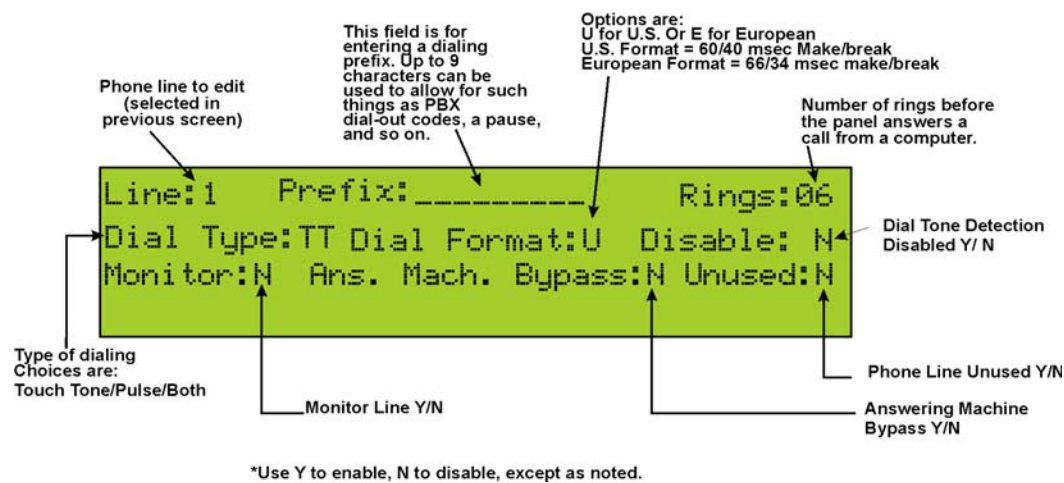 Options are:
U for U.S. Or E for European
U.S. Format = 60/40 msec Make/break
European Format = 66/34 msec make/break
This field is for
entering a dialing
prefix. Up to 9
characters can be
used to allow for such
things as PBX
dial-out codes, a pause,
and so on.
Phone line to edit
(selected in
previous screen)
Number of rings before
the panel answers a
call from a computer.
Line:1 Prefix:_________ Rings:06
Dial Type:TT Dial Format:U Disable: N
Monitor:N Ans. Mach. Bypass:N Unused:N
Dial Tone Detection
Disabled Y/ N
Type of dialing
Choices are:
Touch Tone/Pulse/Both
Monitor Line Y/N
Phone Line Unused Y/N
Answering Machine
Bypass Y/N
*Use Y to enable, N to disable, except as noted.